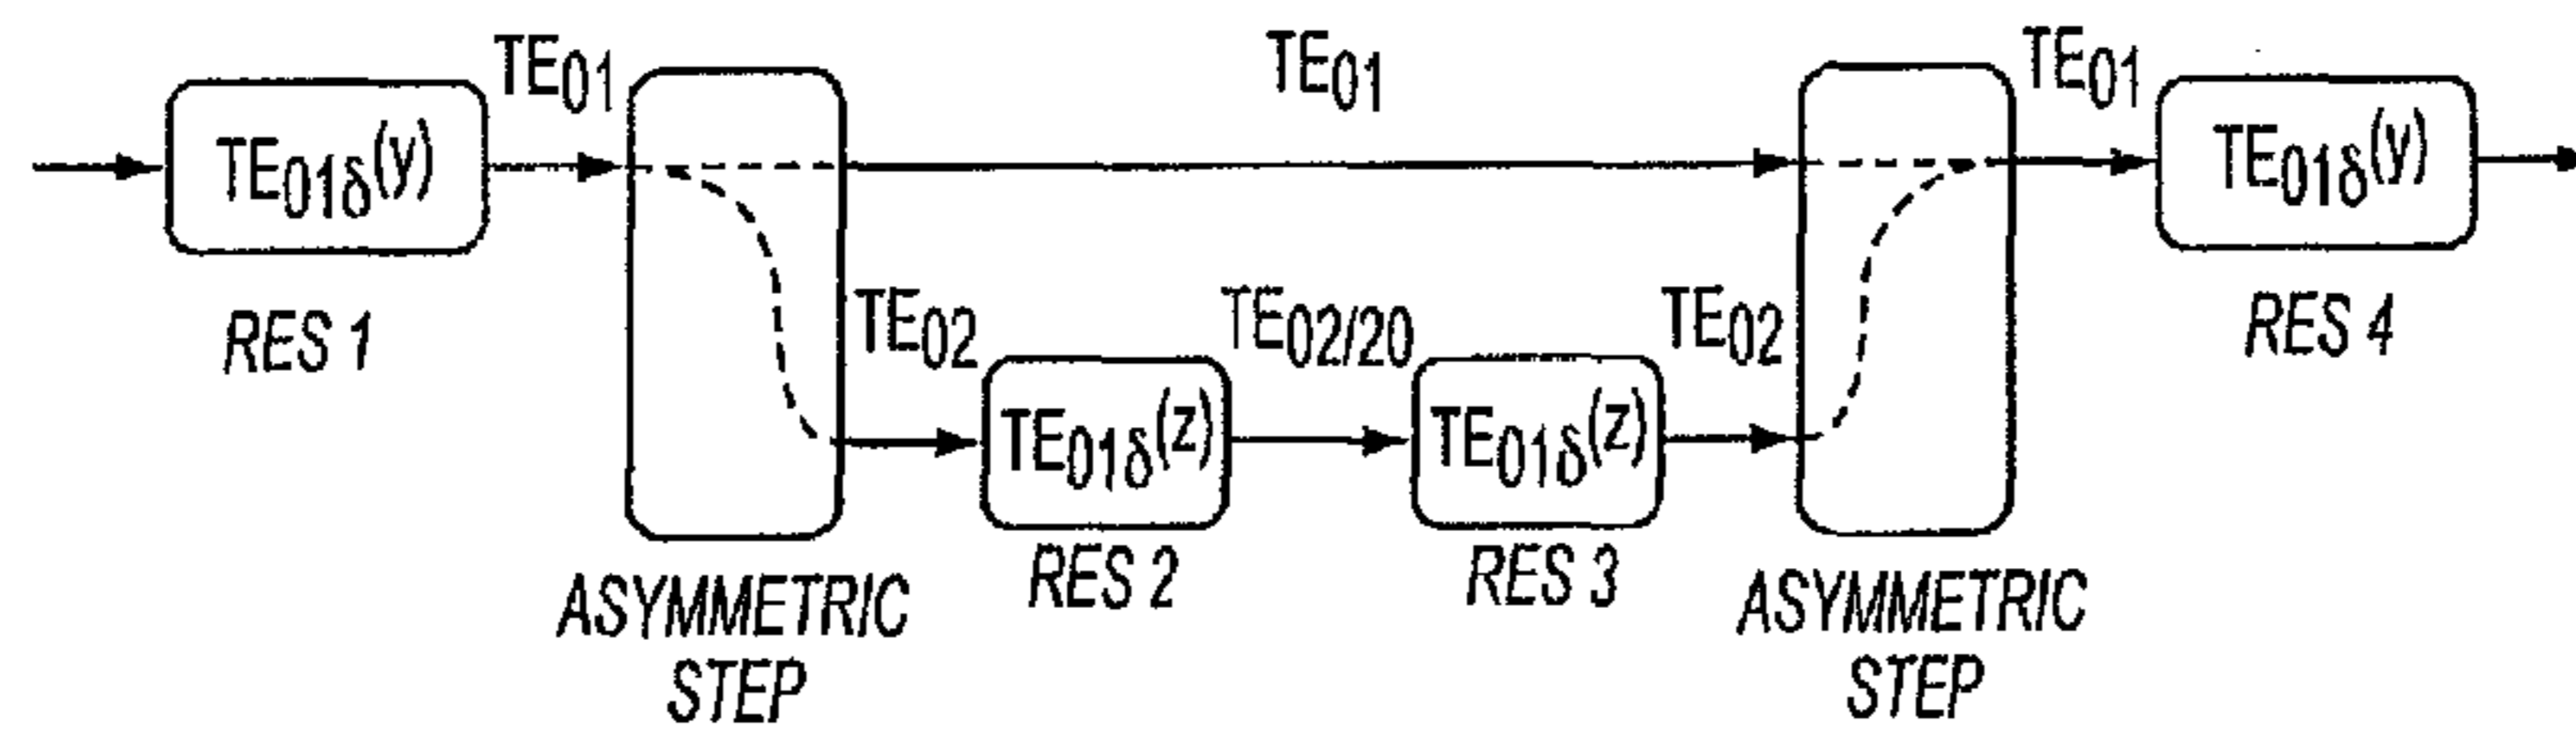 TE01
TE01
TE01
TE01δ(y)
TE01δ(y)
RES 1
TE02
TE02/20
TE02
RES 4
TE01δ(z)
TE01δ(z)
RES 2
RES 3
ASYMMETRIC
STEP
ASYMMETRIC
STEP